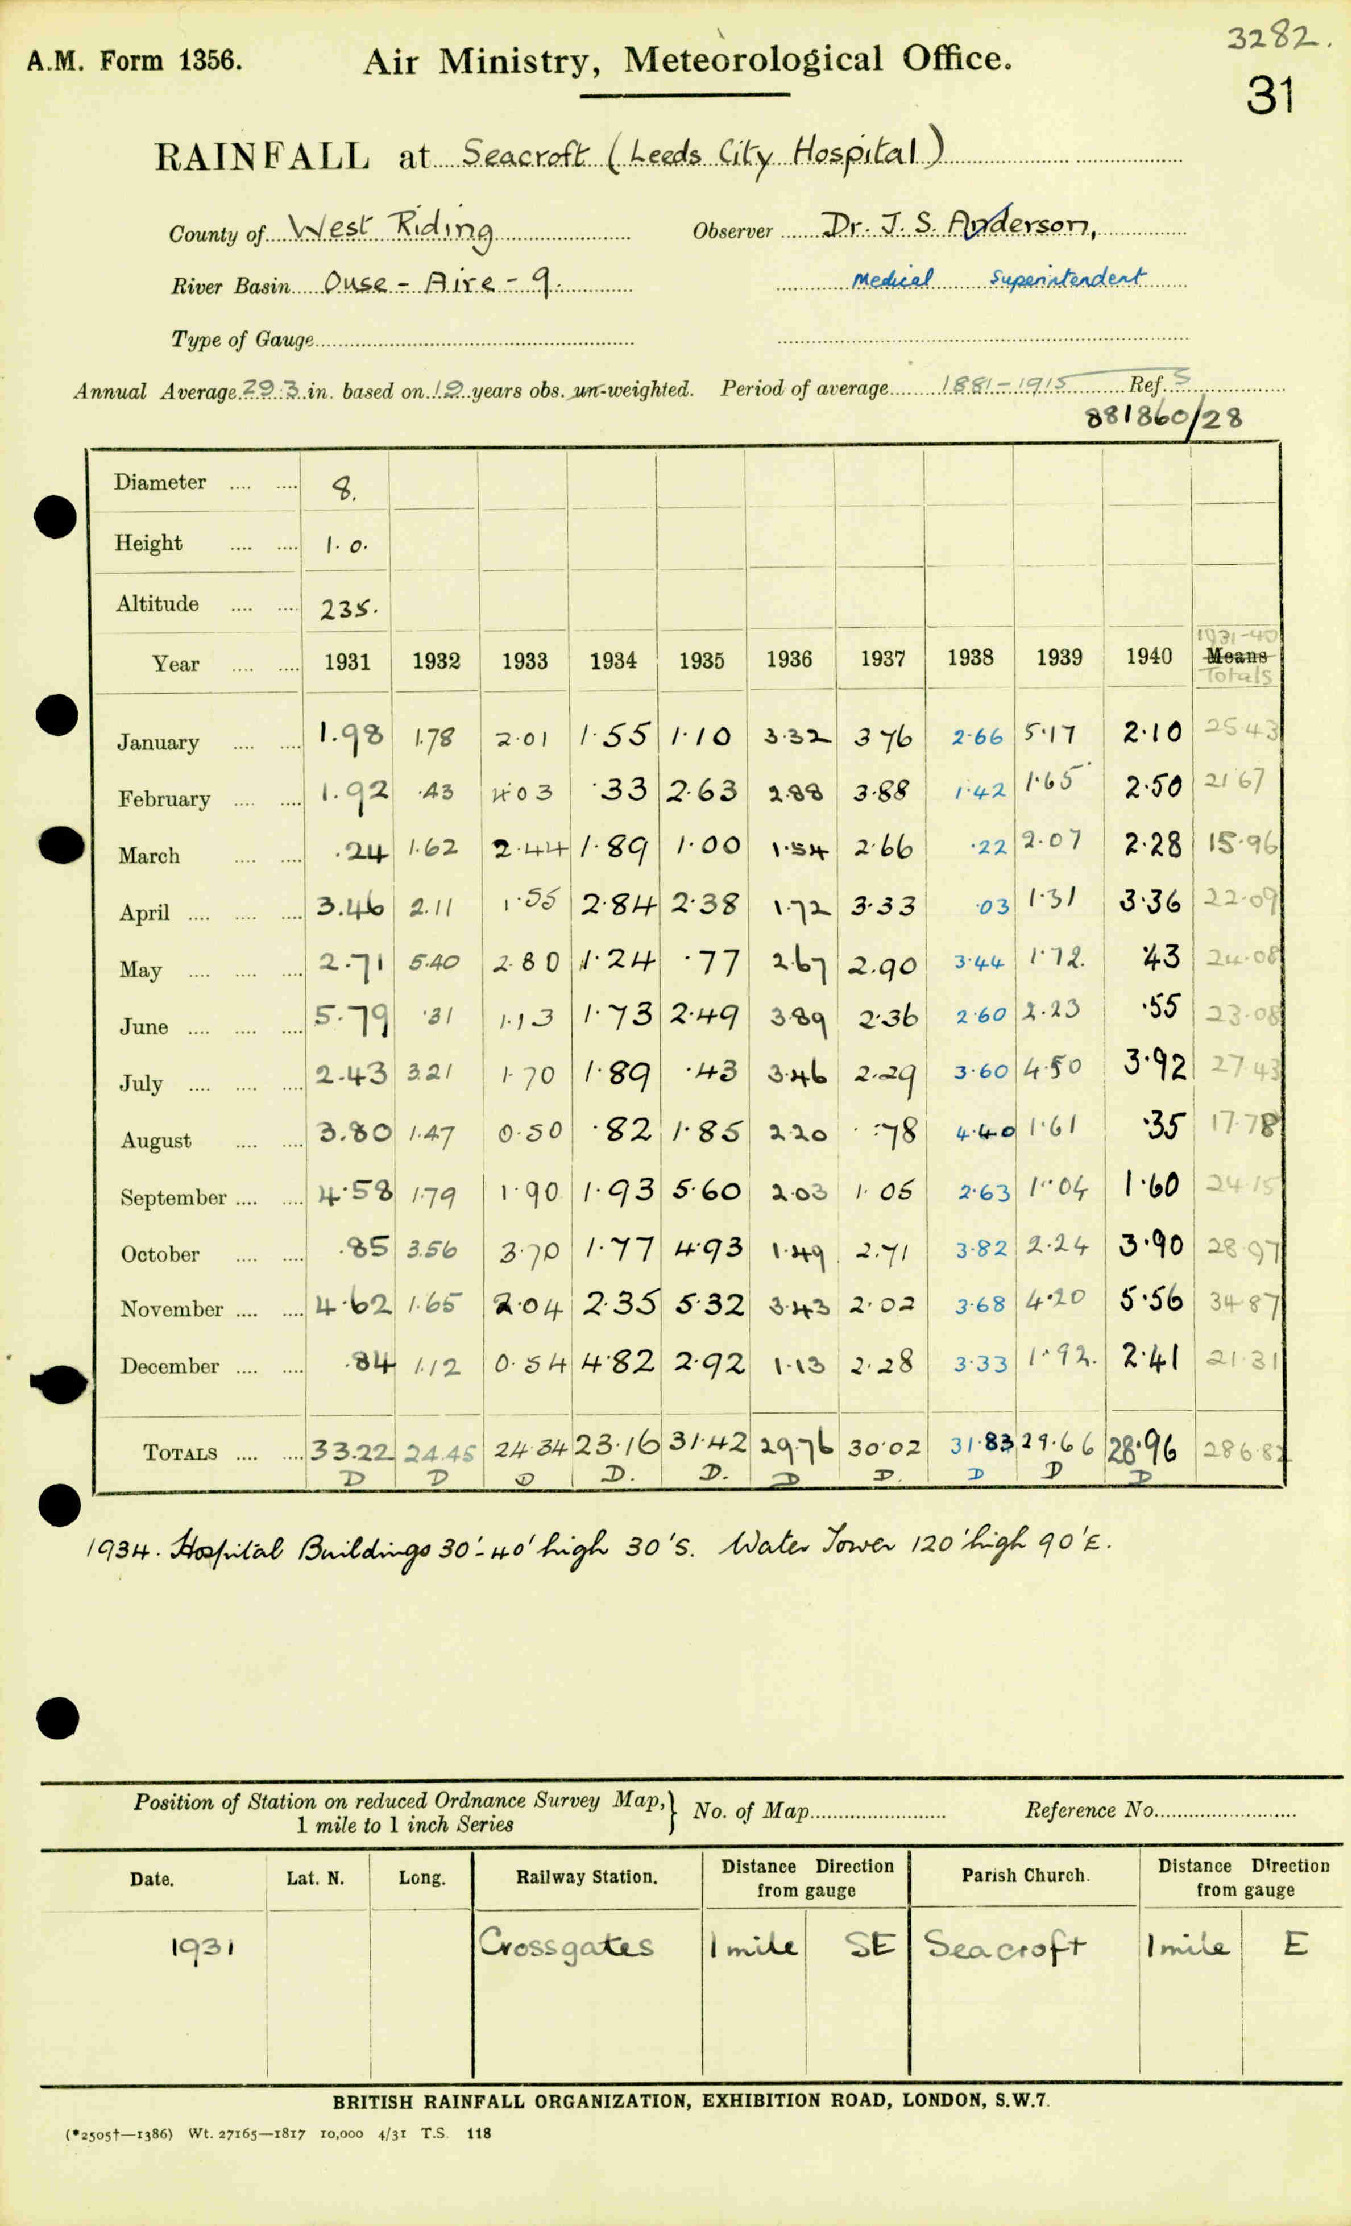 3282.
A.M. Form 1356. Air Ministry, Meteorological Office.
31
RAINFALL at Seacroft (Leeds City Hospital)
County of West Riding Observer Dr. J. S. Anderson,
River Basin Ouse - Aire - 9. Medical Superintendent
Type of Gauge
Annual Average 29.3 in. based on 19 years obs. un-weighted. Period of average 1881-1915 Ref. S
881860/28
Diameter 8.
Height 1.0.
Altitude 235.
1931-40
Year 1931 1932 1933 1934 1935 1936 1937 1938 1939 1940 Means
Totals
January 1.98 1.78 2.01 1.55 1.10 3.32 3.76 2.66 5.17 2.10 25.43
February 1.92 .43 4.03 .33 2.63 2.88 3.88 1.42 1.65 2.50 21.67
March .24 1.62 2.44 1.89 1.00 1.54 2.66 .22 2.07 2.28 15.96
April 3.46 2.11 1.55 2.84 2.38 1.72 3.33 .03 1.31 3.36 22.09
May 2.71 5.40 2.80 1.24 .77 2.67 2.90 3.44 1.72 .43 24.08
June 5.79 .31 1.13 1.73 2.49 3.89 2.36 2.60 2.23 .55 23.08
July 2.43 3.21 1.70 1.89 .43 3.46 2.29 3.60 4.50 3.92 27.43
August 3.80 1.47 0.50 .82 1.85 2.20 .78 4.40 1.61 .35 17.78
September 4.58 1.79 1.90 1.93 5.60 2.03 1.05 2.63 1.04 1.60 24.15
October .85 3.56 3.70 1.77 4.93 1.49 2.71 3.82 2.24 3.90 28.97
November 4.62 1.65 2.04 2.35 5.32 3.43 2.02 3.68 4.20 5.56 34.87
December .84 1.12 0.54 4.82 2.92 1.13 2.28 3.33 1.92. 2.41 21.31
TOTALS 33.22 24.45 24.34 23.16 31.42 29.76 30.02 31.83 29.66 28.96 286.82
D D D D. D. D D. D D D
1934. Hospital Buildings 30'-40' high 30'S. Water Tower 120' high 90'E.
Position of Station on reduced Ordnance Survey Map,} No. of Map Reference No.
1 mile to 1 inch Series
Date. Lat. N. Long. Railway Station. Distance Direction from gauge Parish Church. Distance Direction from gauge
1931 Crossgates 1 mile SE Seacroft 1 mile E
BRITISH RAINFALL ORGANIZATION, EXHIBITION ROAD, LONDON, S.W.7.
(*2505†—1386) Wt. 27165—1817 10,000 4/31 T.S. 118